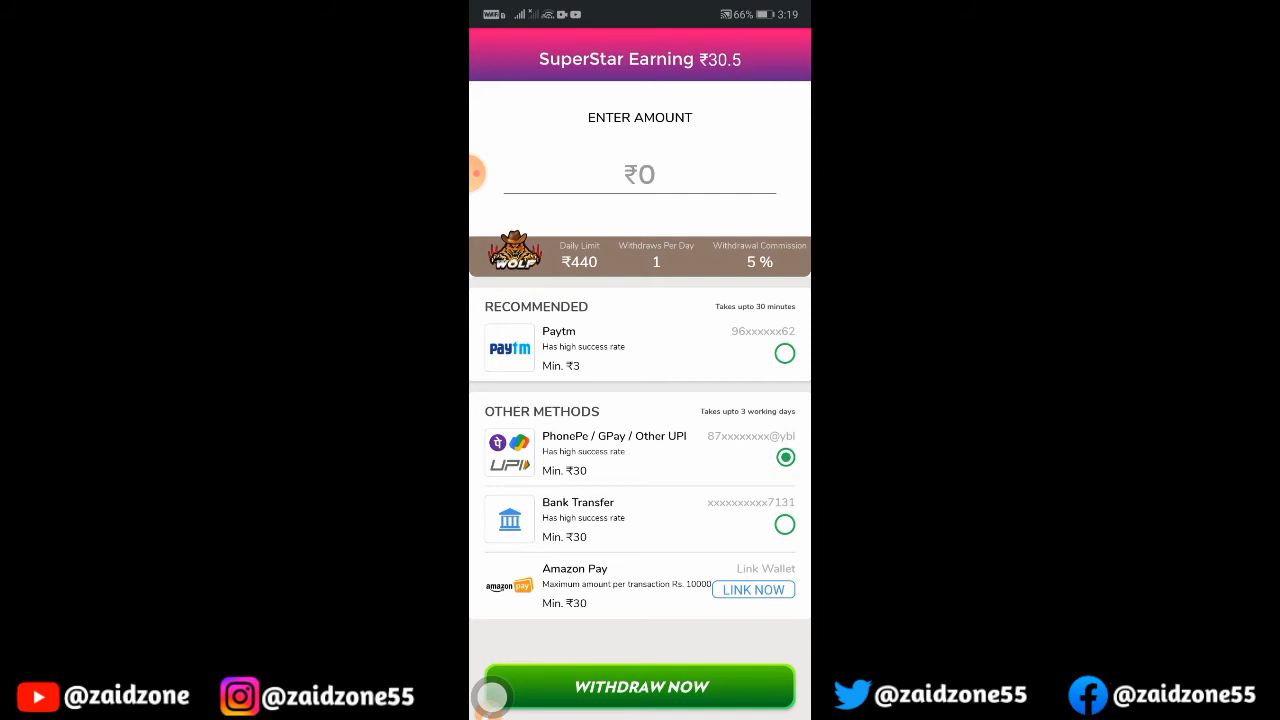 66% 3:19
SuperStar Earning ₹30.5
ENTER AMOUNT
₹0
Daily Limit Withdraws Per Day Withdrawal Commission
WOLF ₹440 1 5 %
RECOMMENDED Takes upto 30 minutes
Paytm 96xxxxxx62
paytm Has high success rate
Min. ₹3
OTHER METHODS Takes upto 3 working days
PhonePe / GPay / Other UPI 87xxxxxxxx@ybl
पे Has high success rate
UPI Min. ₹30
Bank Transfer xxxxxxxxxx7131
Has high success rate
Min. ₹30
Amazon Pay Link Wallet
amazon pay Maximum amount per transaction Rs. 10000 LINK NOW
Min. ₹30
WITHDRAW NOW
@zaidzone @zaidzone55 @zaidzone55 @zaidzone55